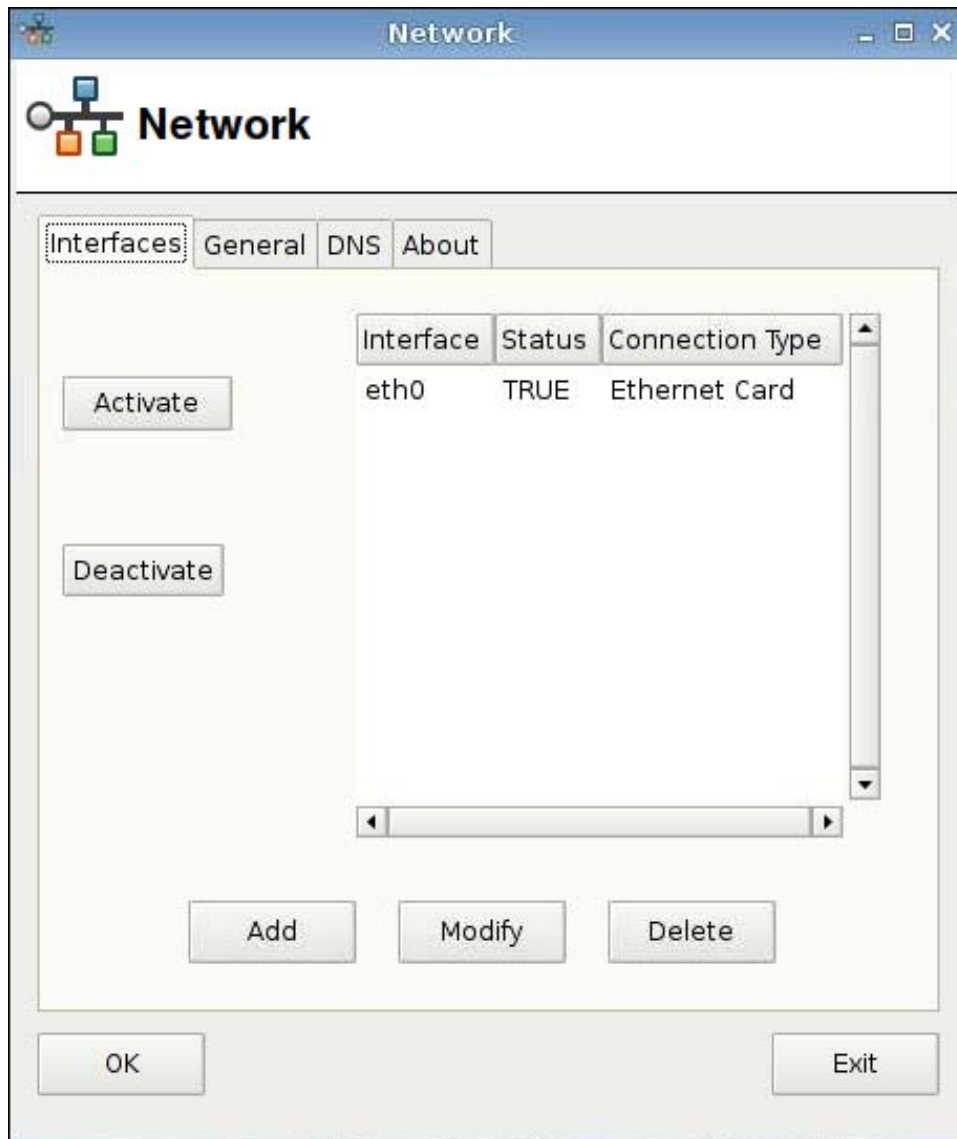 Network
Network
Interfaces General DNS About
Interface Status Connection Type
eth0 TRUE Ethernet Card
Activate
Deactivate
Add Modify Delete
OK Exit